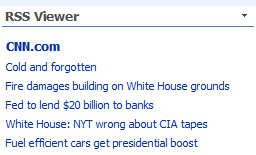 RSS Viewer
CNN.com
Cold and forgotten
Fire damages building on White House grounds
Fed to lend $20 billion to banks
White House: NYT wrong about CIA tapes
Fuel efficient cars get presidential boost